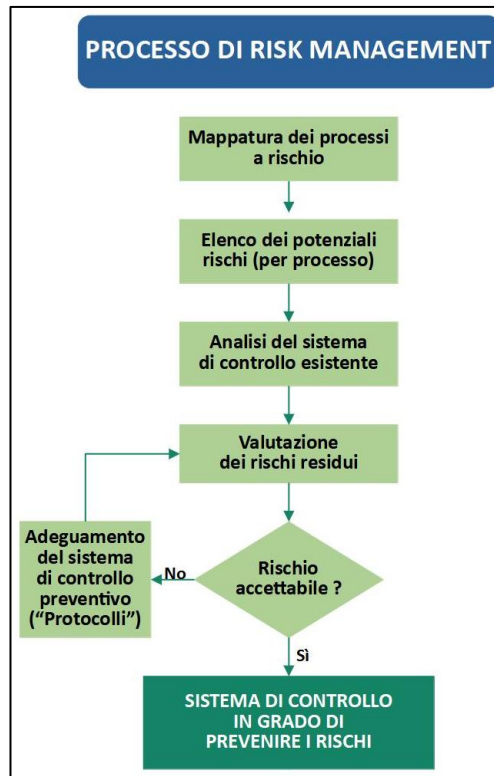 PROCESSO DI RISK MANAGEMENT
Mappatura dei processi
a rischio
Elenco dei potenziali
rischi (per processo)
Analisi del sistema
di controllo esistente
Valutazione
dei rischi residui
Adeguamento
del sistema
di controllo
preventivo
(“Protocolli”)
No
Rischio
accettabile ?
Sì
SISTEMA DI CONTROLLO
IN GRADO DI
PREVENIRE I RISCHI